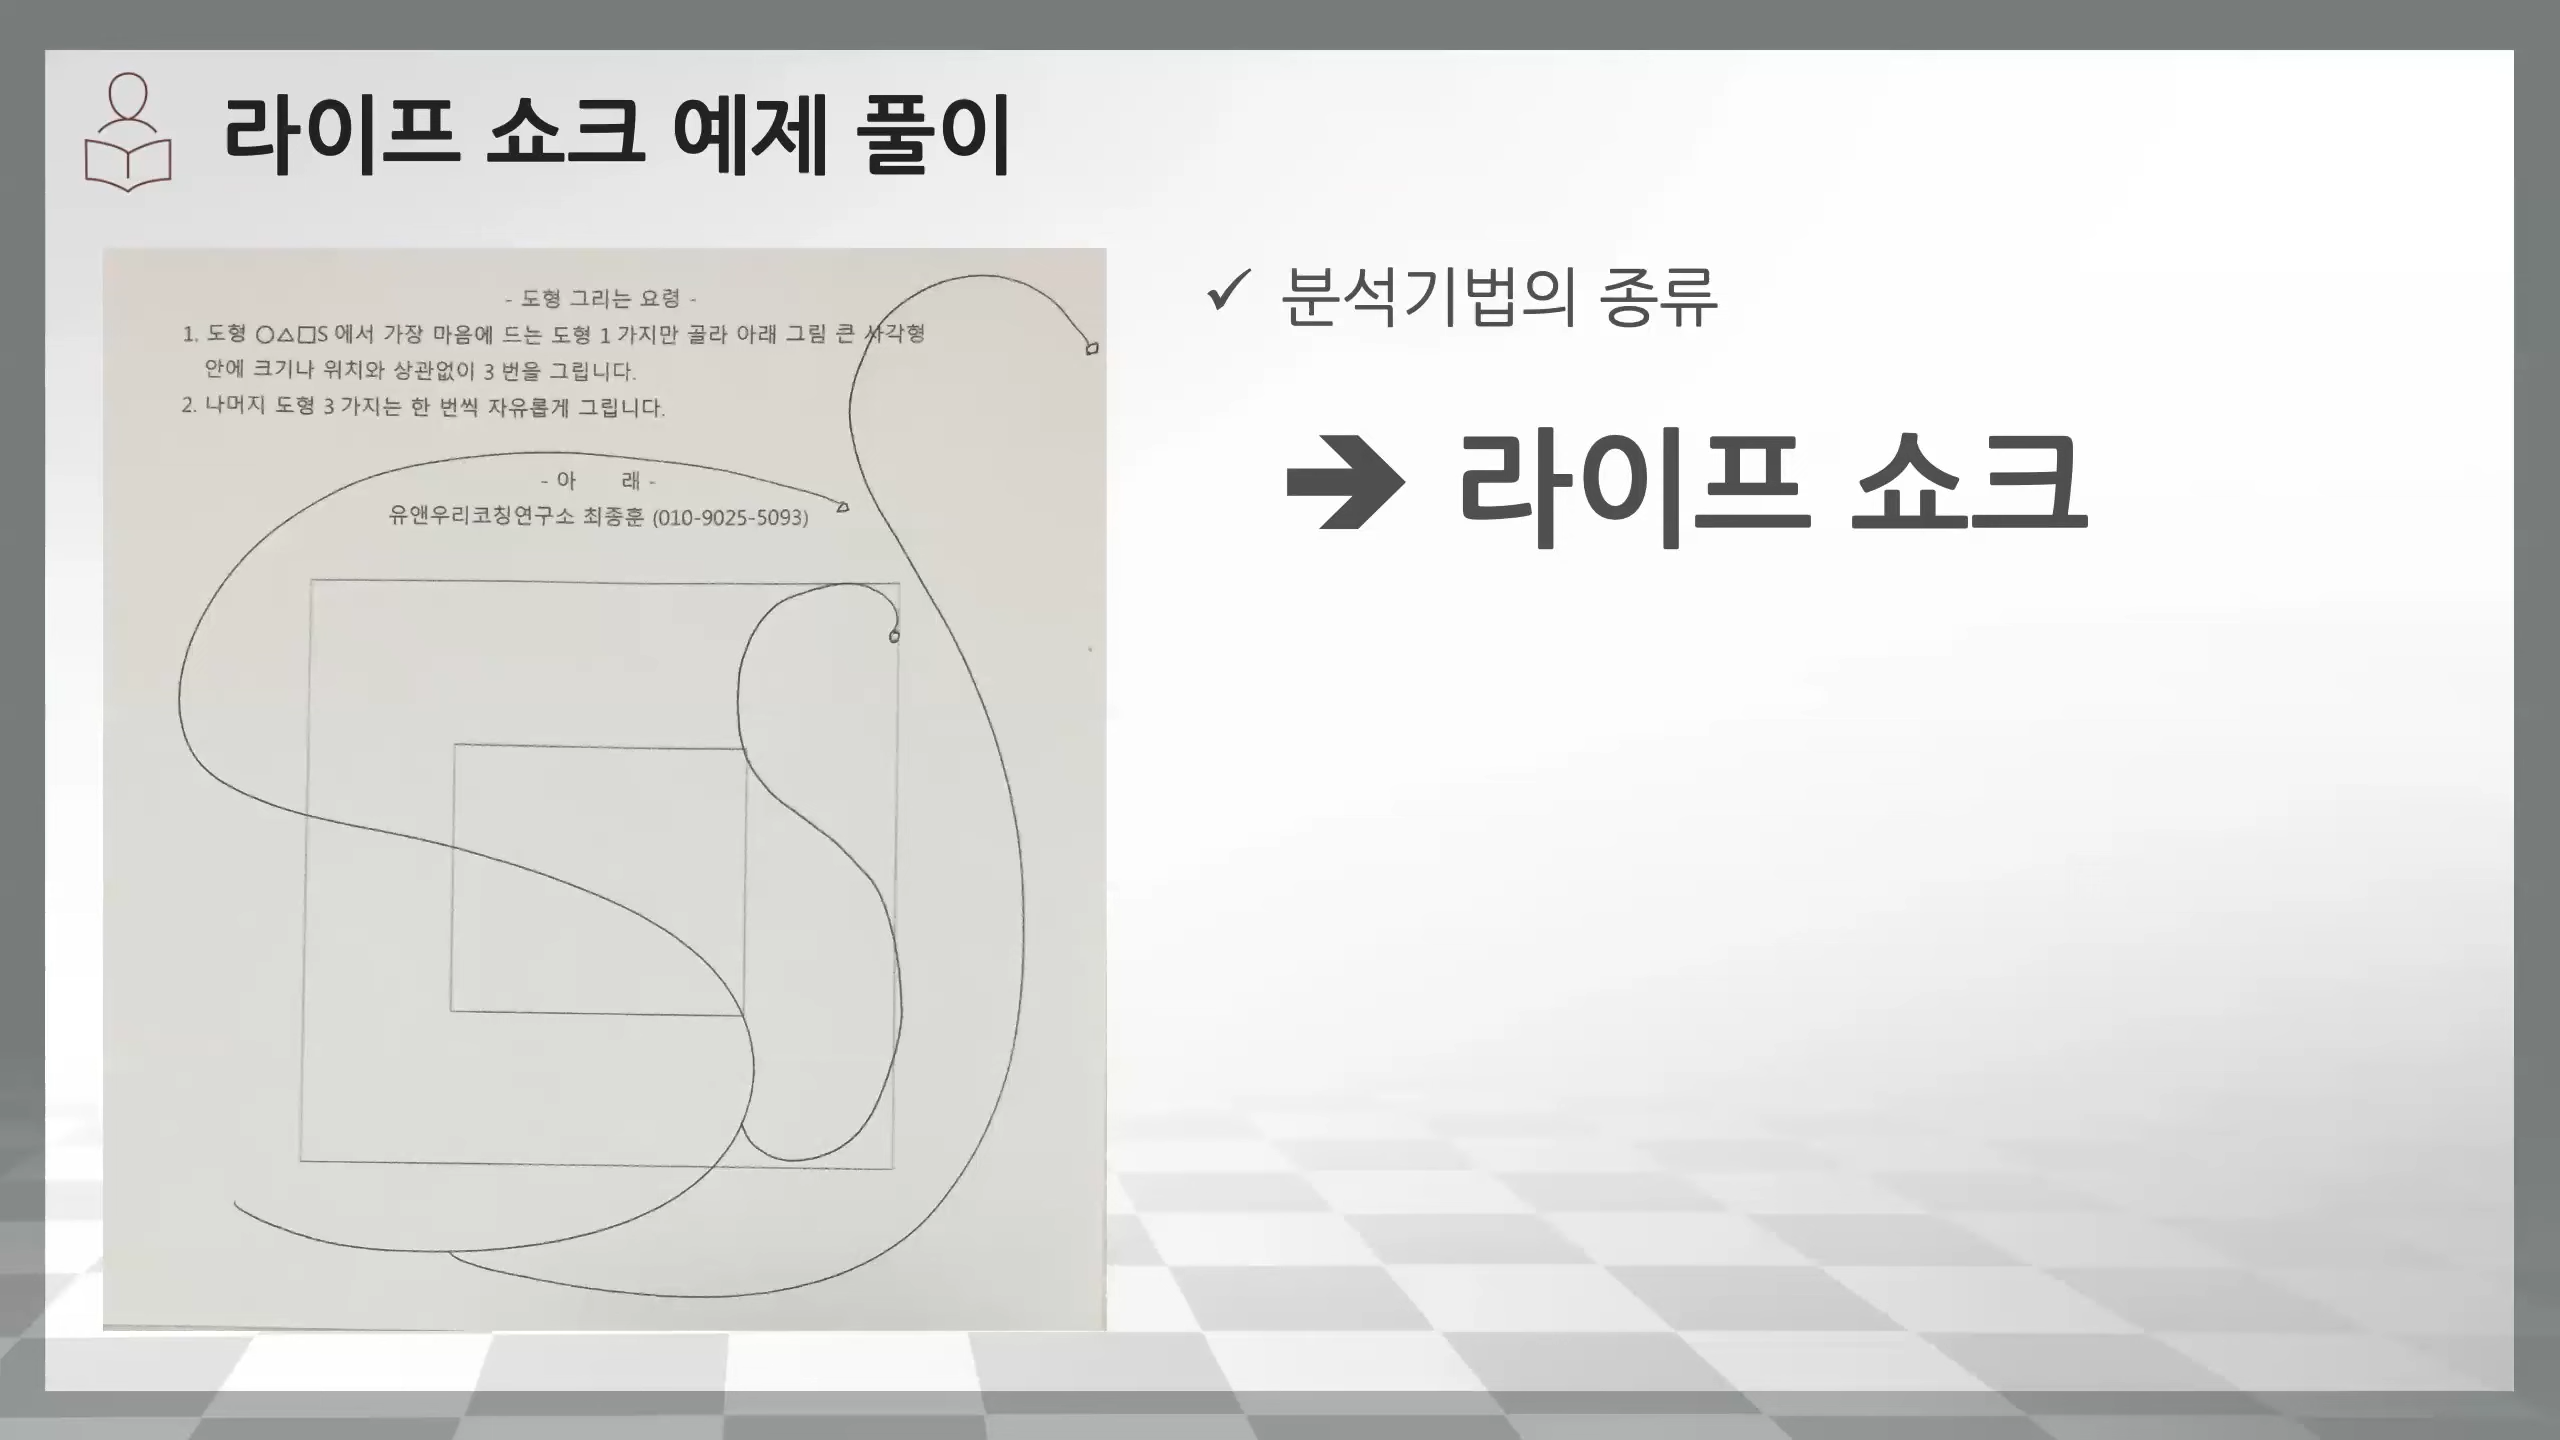 라이프 쇼크 예제 풀이
- 도형 그리는 요령 -
1. 도형 ○△□S 에서 가장 마음에 드는 도형 1 가지만 골라 아래 그림 큰 사각형
안에 크기나 위치와 상관없이 3 번을 그립니다.
2. 나머지 도형 3 가지는 한 번씩 자유롭게 그립니다.
- 아 래 -
유앤우리코칭연구소 최종훈 (010-9025-5093)
✓ 분석기법의 종류
➔ 라이프 쇼크